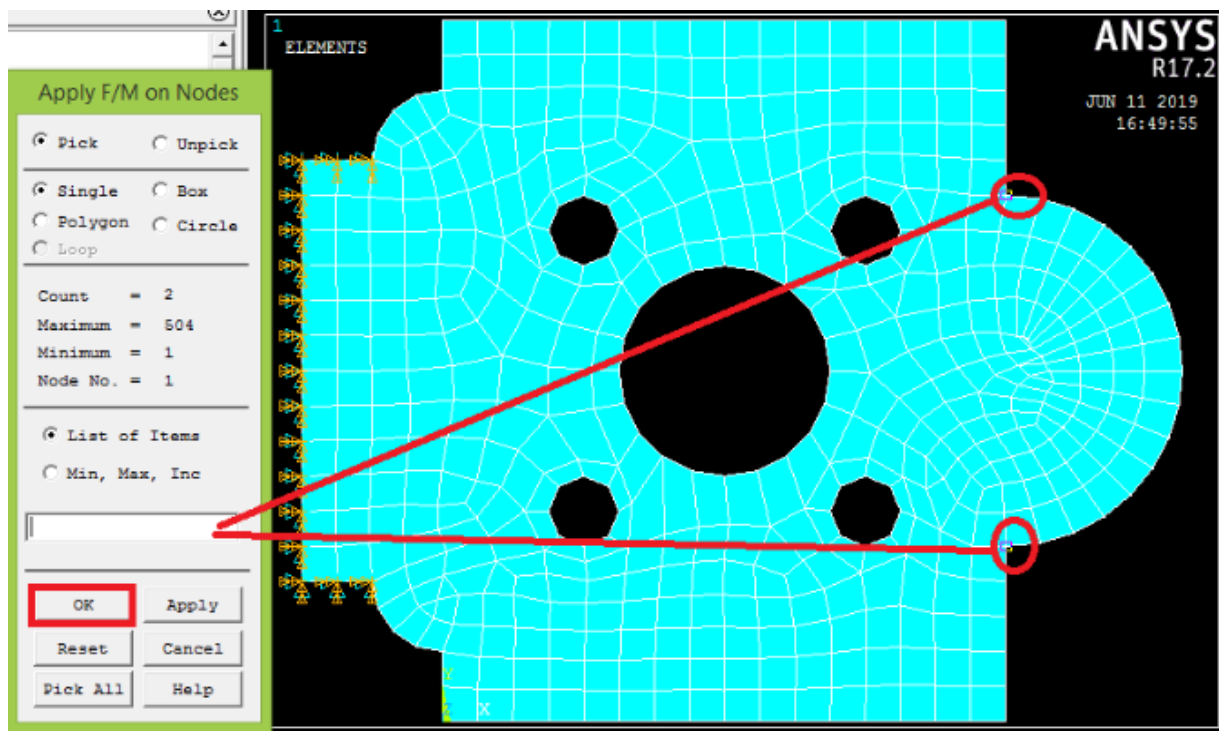 Apply F/M on Nodes
Pick Unpick
Single Box
Polygon Circle
Loop
Count = 2
Maximum = 504
Minimum = 1
Node No. = 1
List of Items
Min, Max, Inc
OK Apply
Reset Cancel
Pick All Help
1
ELEMENTS
ANSYS
R17.2
JUN 11 2019
16:49:55
Y
Z X